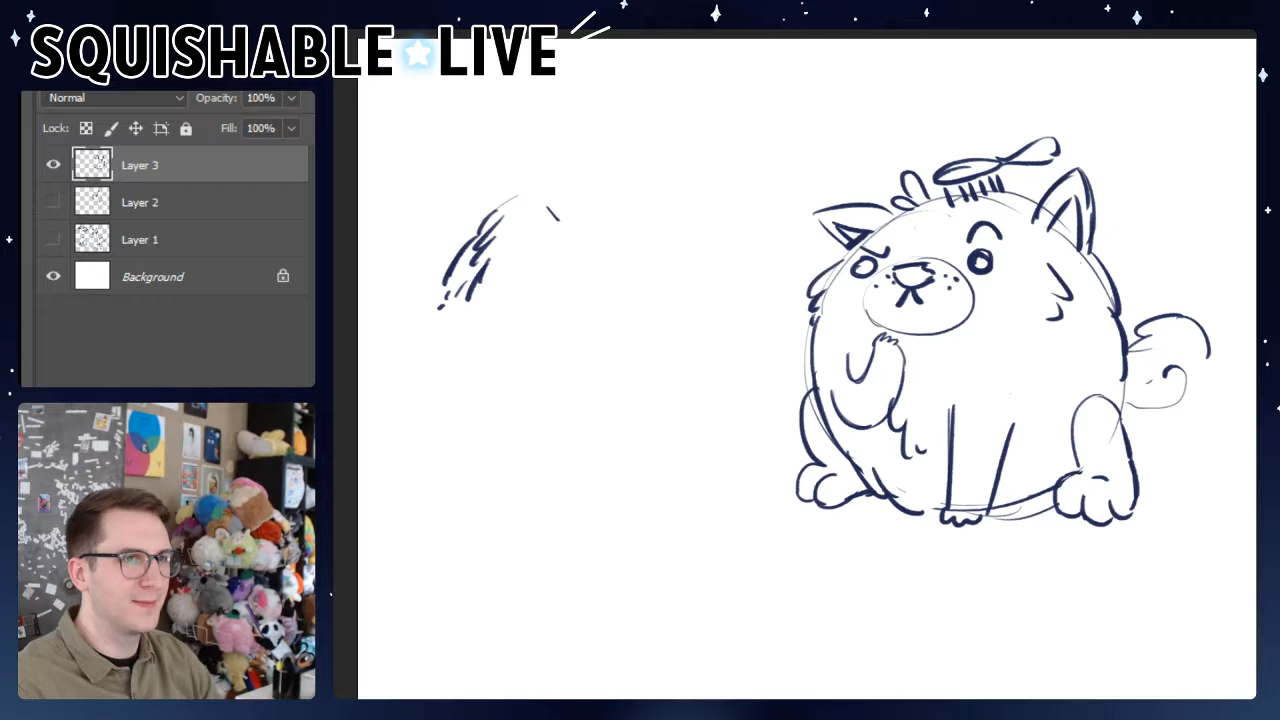 SQUISHABLE LIVE
Normal Opacity: 100%
Lock: Fill: 100%
Layer 3
Layer 2
Layer 1
Background